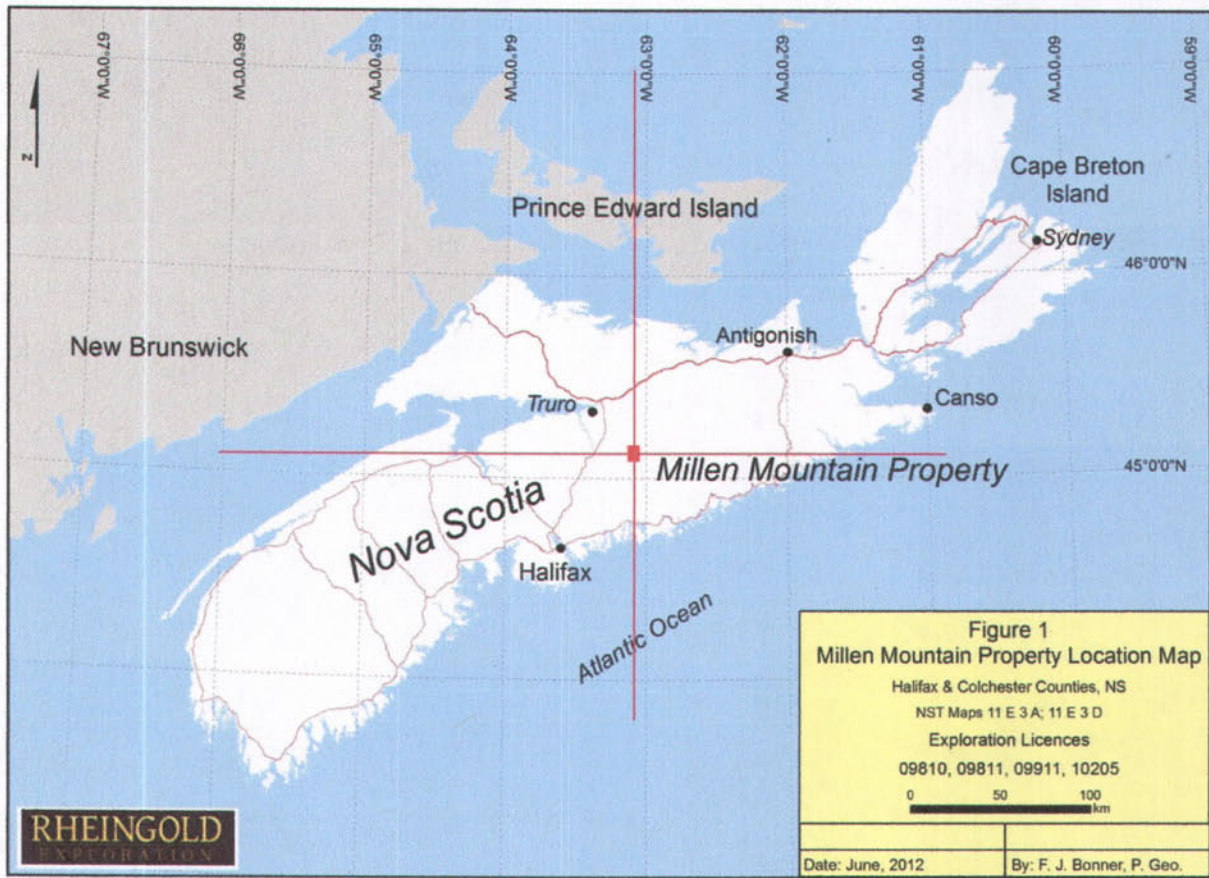 67°0'0"W
66°0'0"W
65°0'0"W
64°0'0"W
63°0'0"W
62°0'0"W
61°0'0"W
60°0'0"W
59°0'0"W
N
Cape Breton
Island
Prince Edward Island
Sydney
46°0'0"N
New Brunswick
Antigonish
Truro
Canso
45°0'0"N
Millen Mountain Property
Nova Scotia
Halifax
Atlantic Ocean
Figure 1
Millen Mountain Property Location Map
Halifax & Colchester Counties, NS
NST Maps 11 E 3 A; 11 E 3 D
Exploration Licences
09810, 09811, 09911, 10205
0 50 100
km
Date: June, 2012
By: F. J. Bonner, P. Geo.
RHEINGOLD
EXPLORATION